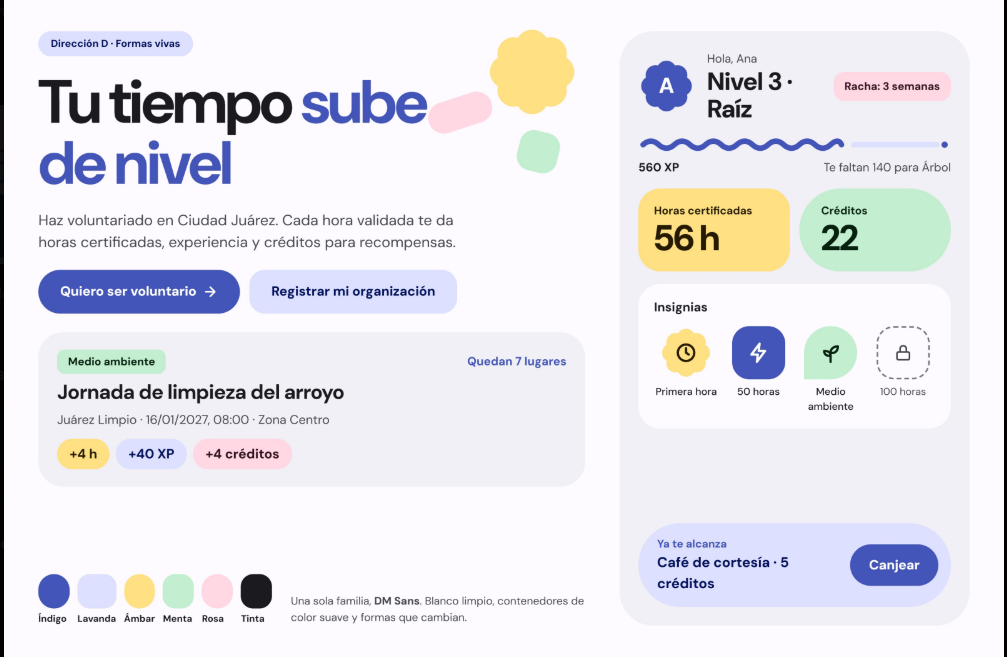 Dirección D · Formas vivas
Tu tiempo sube
de nivel
Haz voluntariado en Ciudad Juárez. Cada hora validada te da
horas certificadas, experiencia y créditos para recompensas.
Quiero ser voluntario →
Registrar mi organización
Medio ambiente
Quedan 7 lugares
Jornada de limpieza del arroyo
Juárez Limpio · 16/01/2027, 08:00 · Zona Centro
+4 h
+40 XP
+4 créditos
Índigo
Lavanda
Ámbar
Menta
Rosa
Tinta
Una sola familia, DM Sans. Blanco limpio, contenedores de
color suave y formas que cambian.
A
Hola, Ana
Nivel 3 ·
Raíz
Racha: 3 semanas
560 XP
Te faltan 140 para Árbol
Horas certificadas
56 h
Créditos
22
Insignias
Primera hora
50 horas
Medio
ambiente
100 horas
Ya te alcanza
Café de cortesía · 5
créditos
Canjear